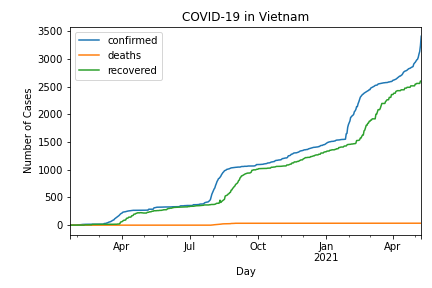 COVID-19 in Vietnam
confirmed
deaths
recovered
Number of Cases
3500
3000
2500
2000
1500
1000
500
0
Apr Jul Oct Jan Apr
2021
Day